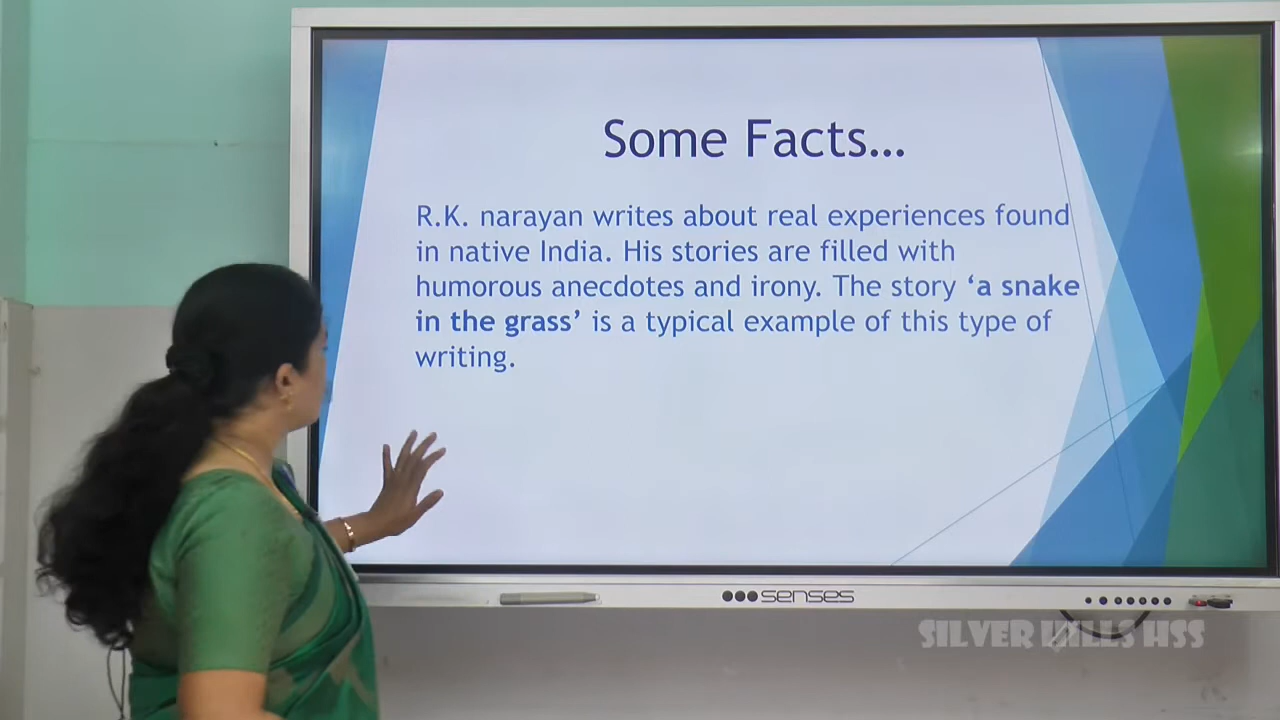 Some Facts...
R.K. narayan writes about real experiences found
in native India. His stories are filled with
humorous anecdotes and irony. The story ‘a snake
in the grass’ is a typical example of this type of
writing.
senses
SILVER HILLS HSS